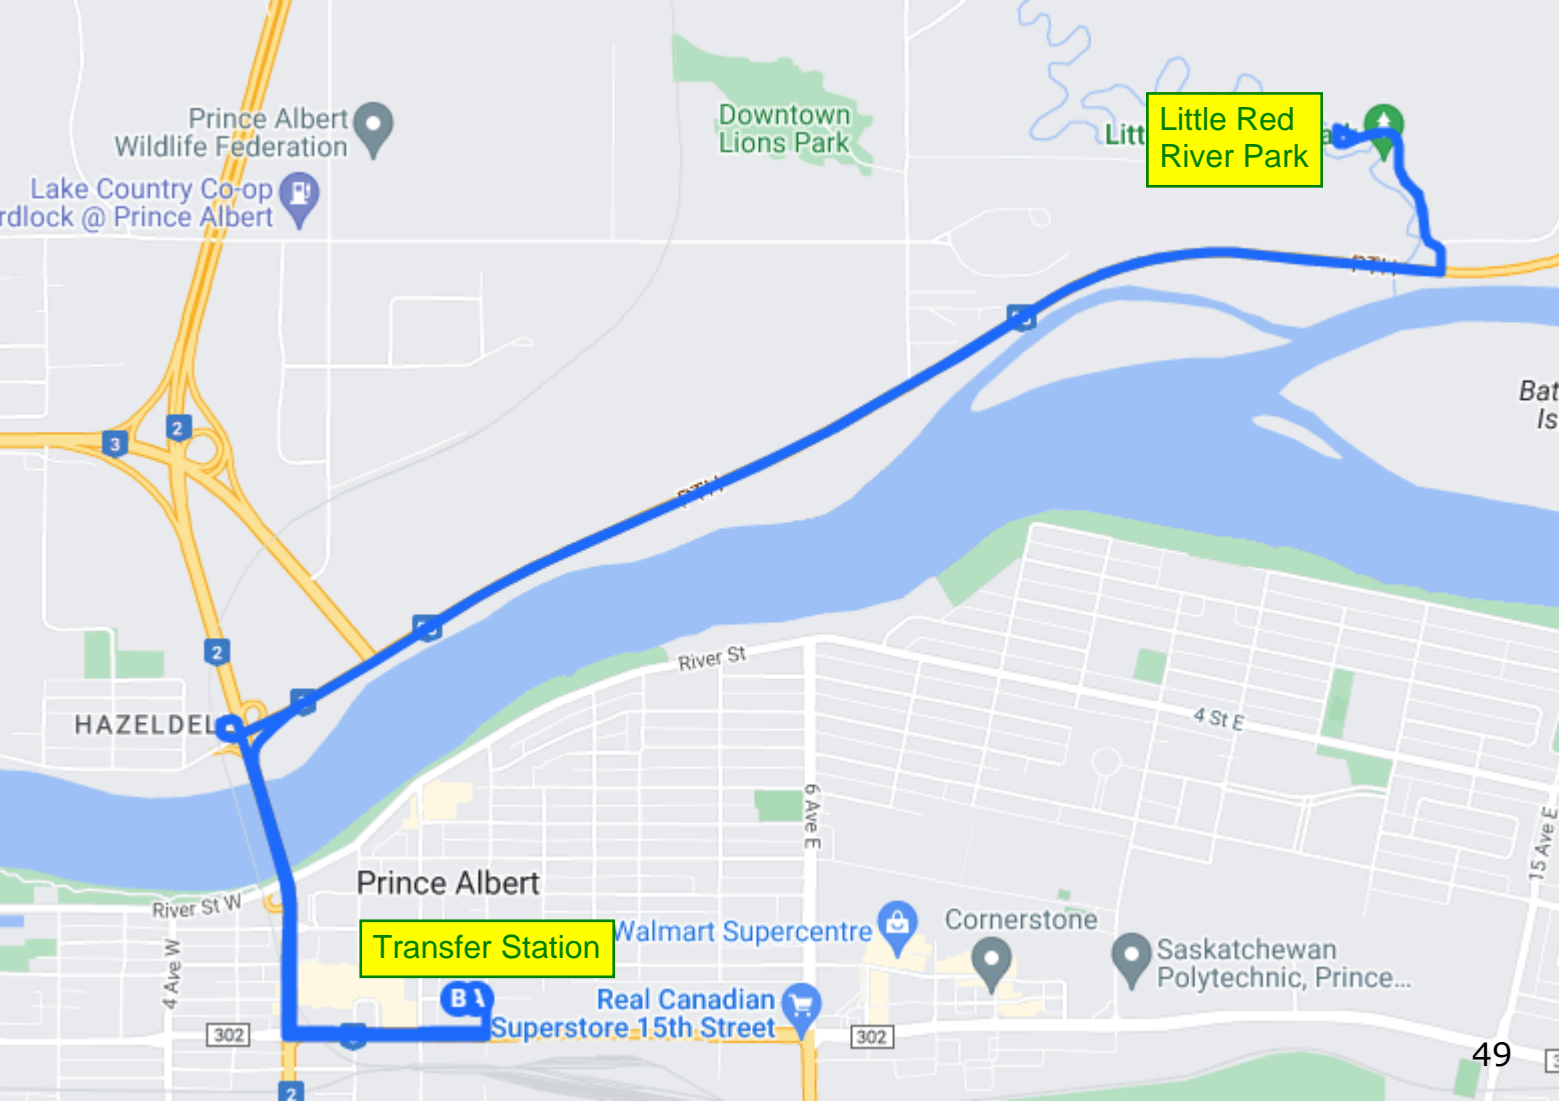 Prince Albert
Wildlife Federation
Lake Country Co-op
rdlock @ Prince Albert
Downtown
Lions Park
Litt
Little Red
River Park
3
2
Bat
Is
2
HAZELDEL
River St
4 St E
6 Ave E
15 Ave E
Prince Albert
River St W
4 Ave W
Transfer Station
Walmart Supercentre
Cornerstone
Saskatchewan
Polytechnic, Prince...
B
Real Canadian
Superstore 15th Street
302
302
49
2